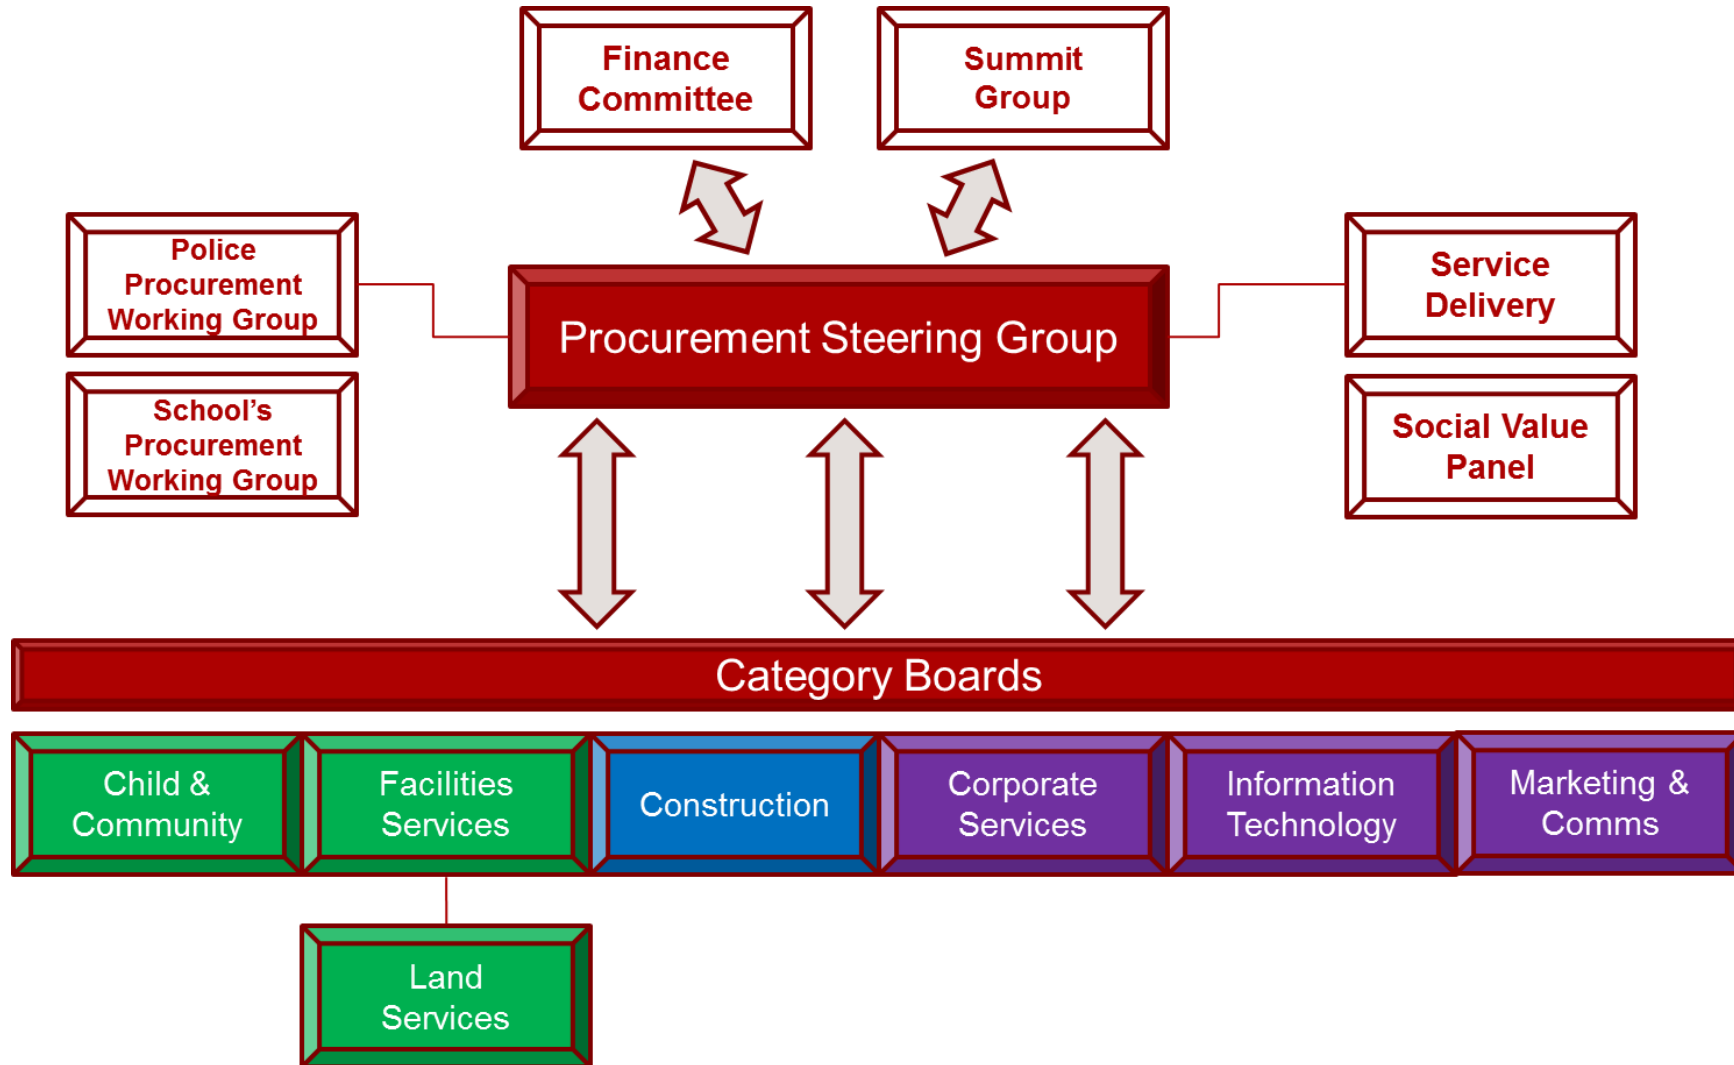 Finance
Committee
Summit
Group
Police
Procurement
Working Group
School's
Procurement
Working Group
Procurement Steering Group
Service
Delivery
Social Value
Panel
Category Boards
Child &
Community
Facilities
Services
Construction
Corporate
Services
Information
Technology
Marketing &
Comms
Land
Services